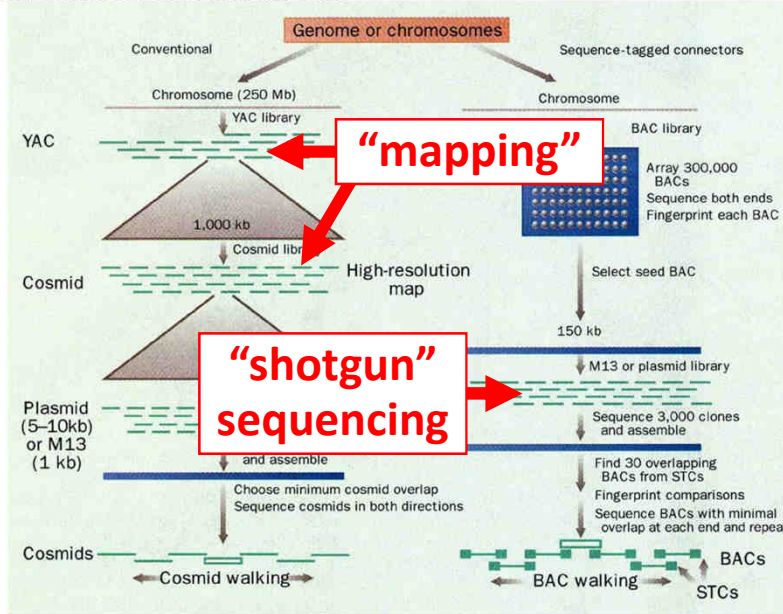 Genome or chromosomes
Conventional
Sequence-tagged connectors
Chromosome (250 Mb)
YAC library
YAC
1,000 kb
Cosmid
High-resolution
map
Plasmid
(5–10kb)
or M13
(1 kb)
and assemble
Choose minimum cosmid overlap
Sequence cosmids in both directions
Cosmids
Cosmid walking
“mapping”
“shotgun”
sequencing
Chromosome
BAC library
Array 300,000
BACs
Sequence both ends
Fingerprint each BAC
Select seed BAC
150 kb
M13 or plasmid library
Sequence 3,000 clones
and assemble
Find 30 overlapping
BACs from STCs
Fingerprint comparisons
Sequence BACs with minimal
overlap at each end and repeat
BACs
BAC walking
STCs